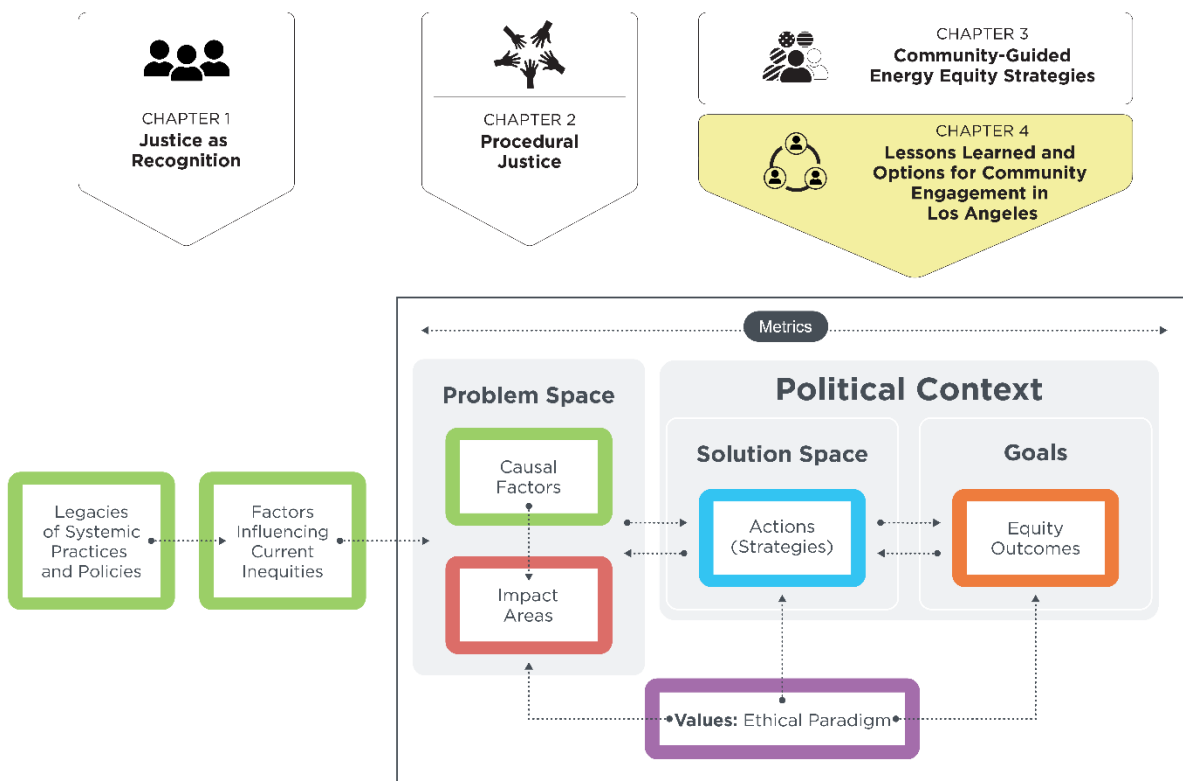 CHAPTER 1
Justice as
Recognition
CHAPTER 2
Procedural
Justice
CHAPTER 3
Community-Guided
Energy Equity Strategies
CHAPTER 4
Lessons Learned and
Options for Community
Engagement in
Los Angeles
Metrics
Problem Space
Political Context
Causal
Factors
Solution Space
Goals
Legacies
of Systemic
Practices
and Policies
Factors
Influencing
Current
Inequities
Actions
(Strategies)
Equity
Outcomes
Impact
Areas
Values: Ethical Paradigm